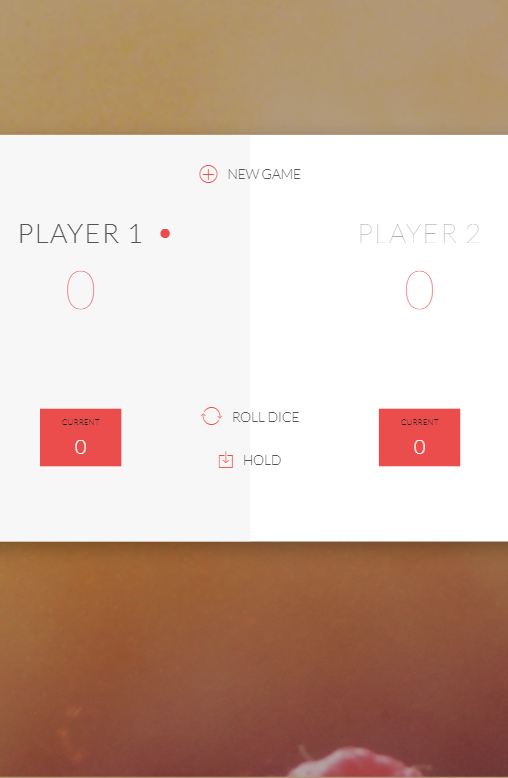 NEW GAME
PLAYER 1
0
CURRENT
0
PLAYER 2
0
CURRENT
0
ROLL DICE
HOLD